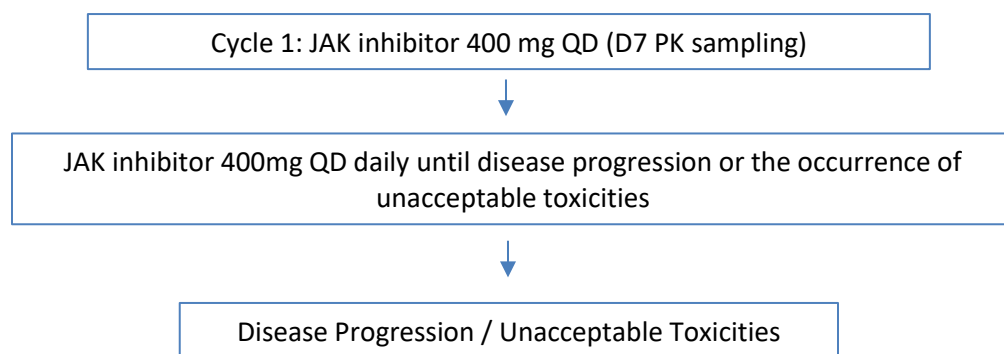 Cycle 1: JAK inhibitor 400 mg QD (D7 PK sampling)
JAK inhibitor 400mg QD daily until disease progression or the occurrence of
unacceptable toxicities
Disease Progression / Unacceptable Toxicities